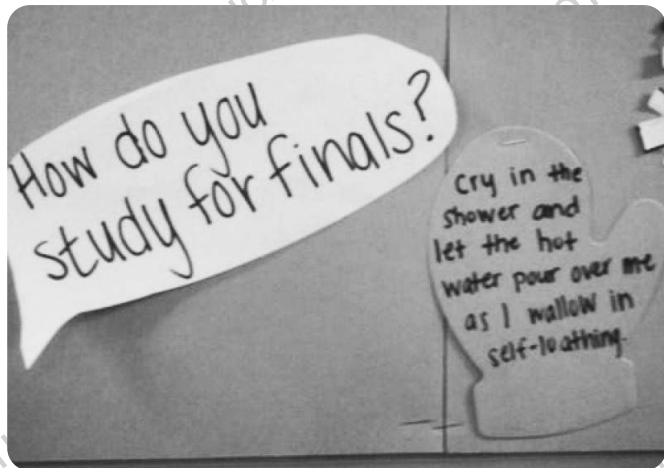 How do you
study for finals?
Cry in the
shower and
let the hot
water pour over me
as I wallow in
self-loathing.